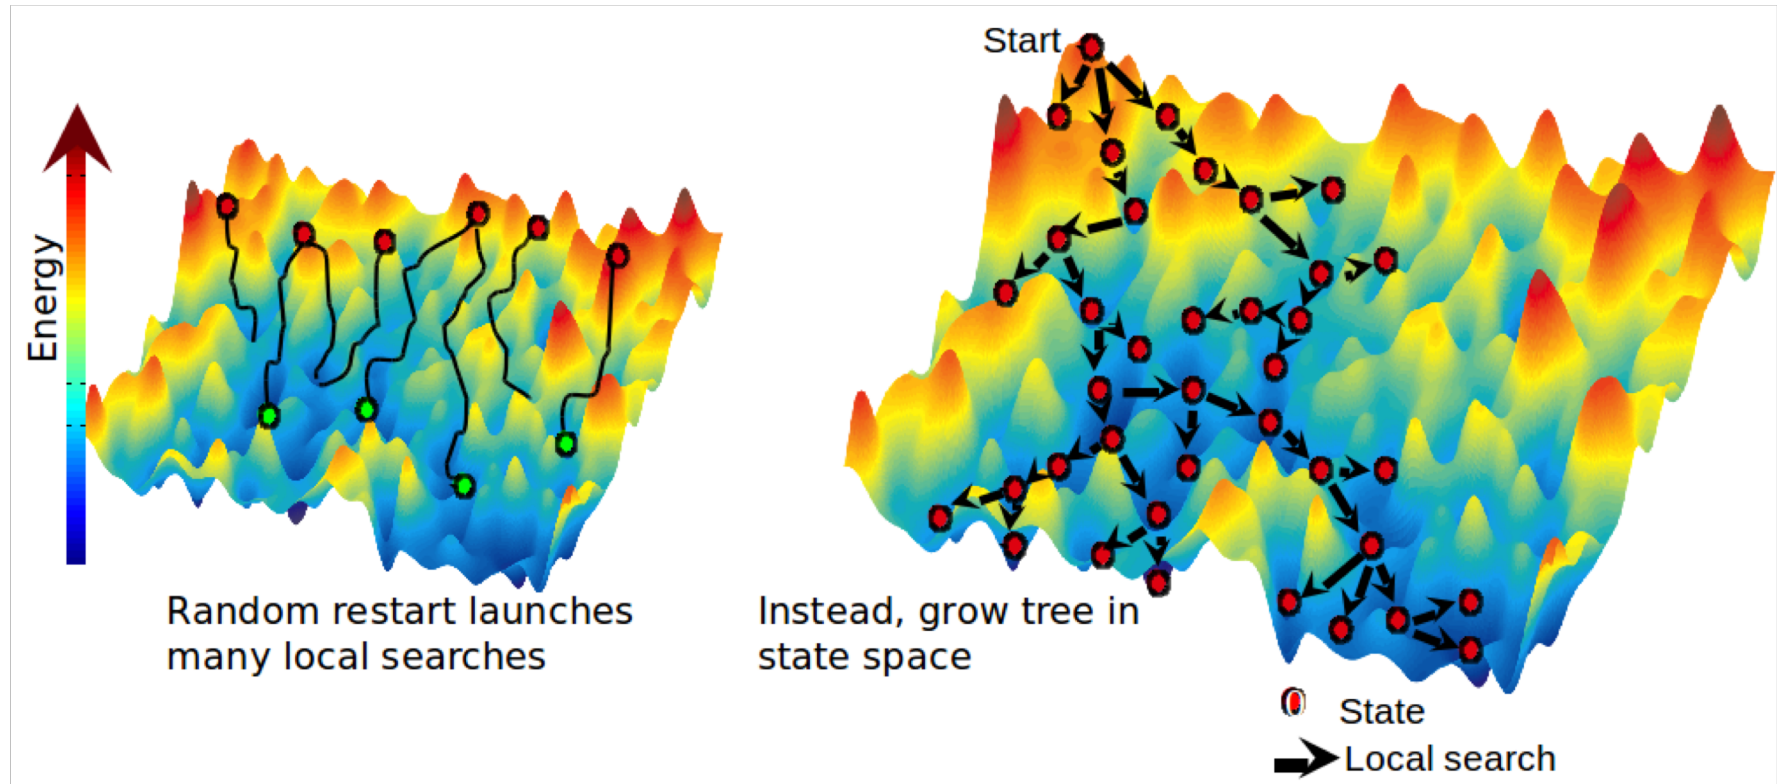 Energy
Random restart launches
many local searches
Start
Instead, grow tree in
state space
State
Local search